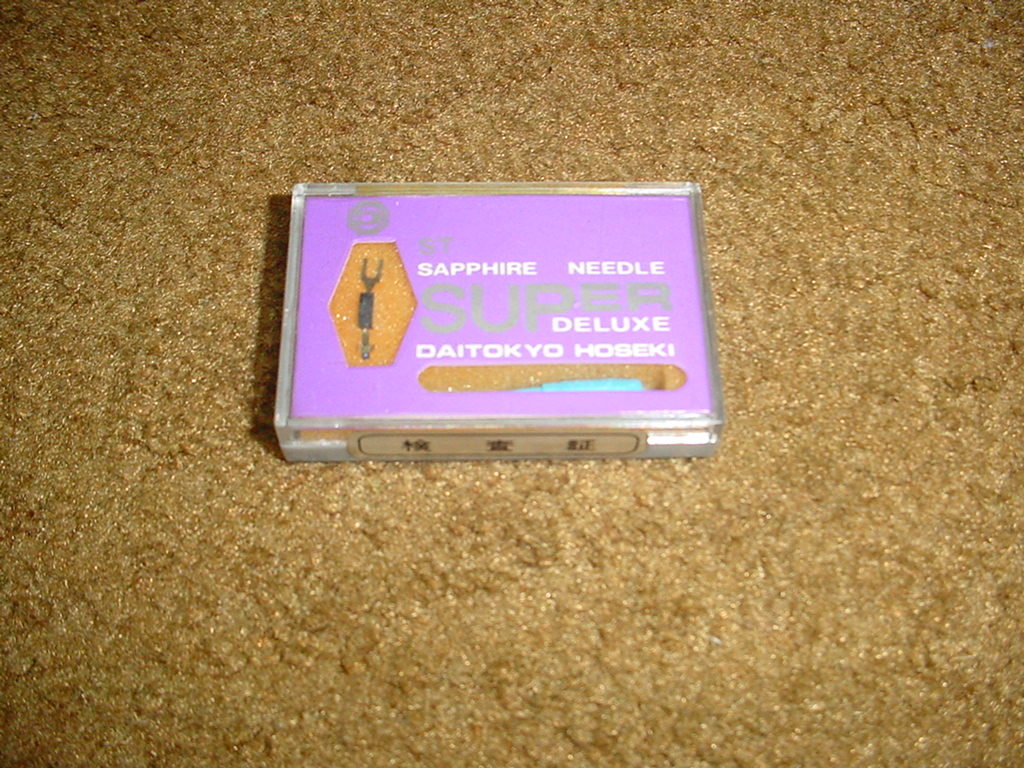 ST
SAPPHIRE NEEDLE
SUPER
DELUXE
DAITOKYO HOSEKI
検査証